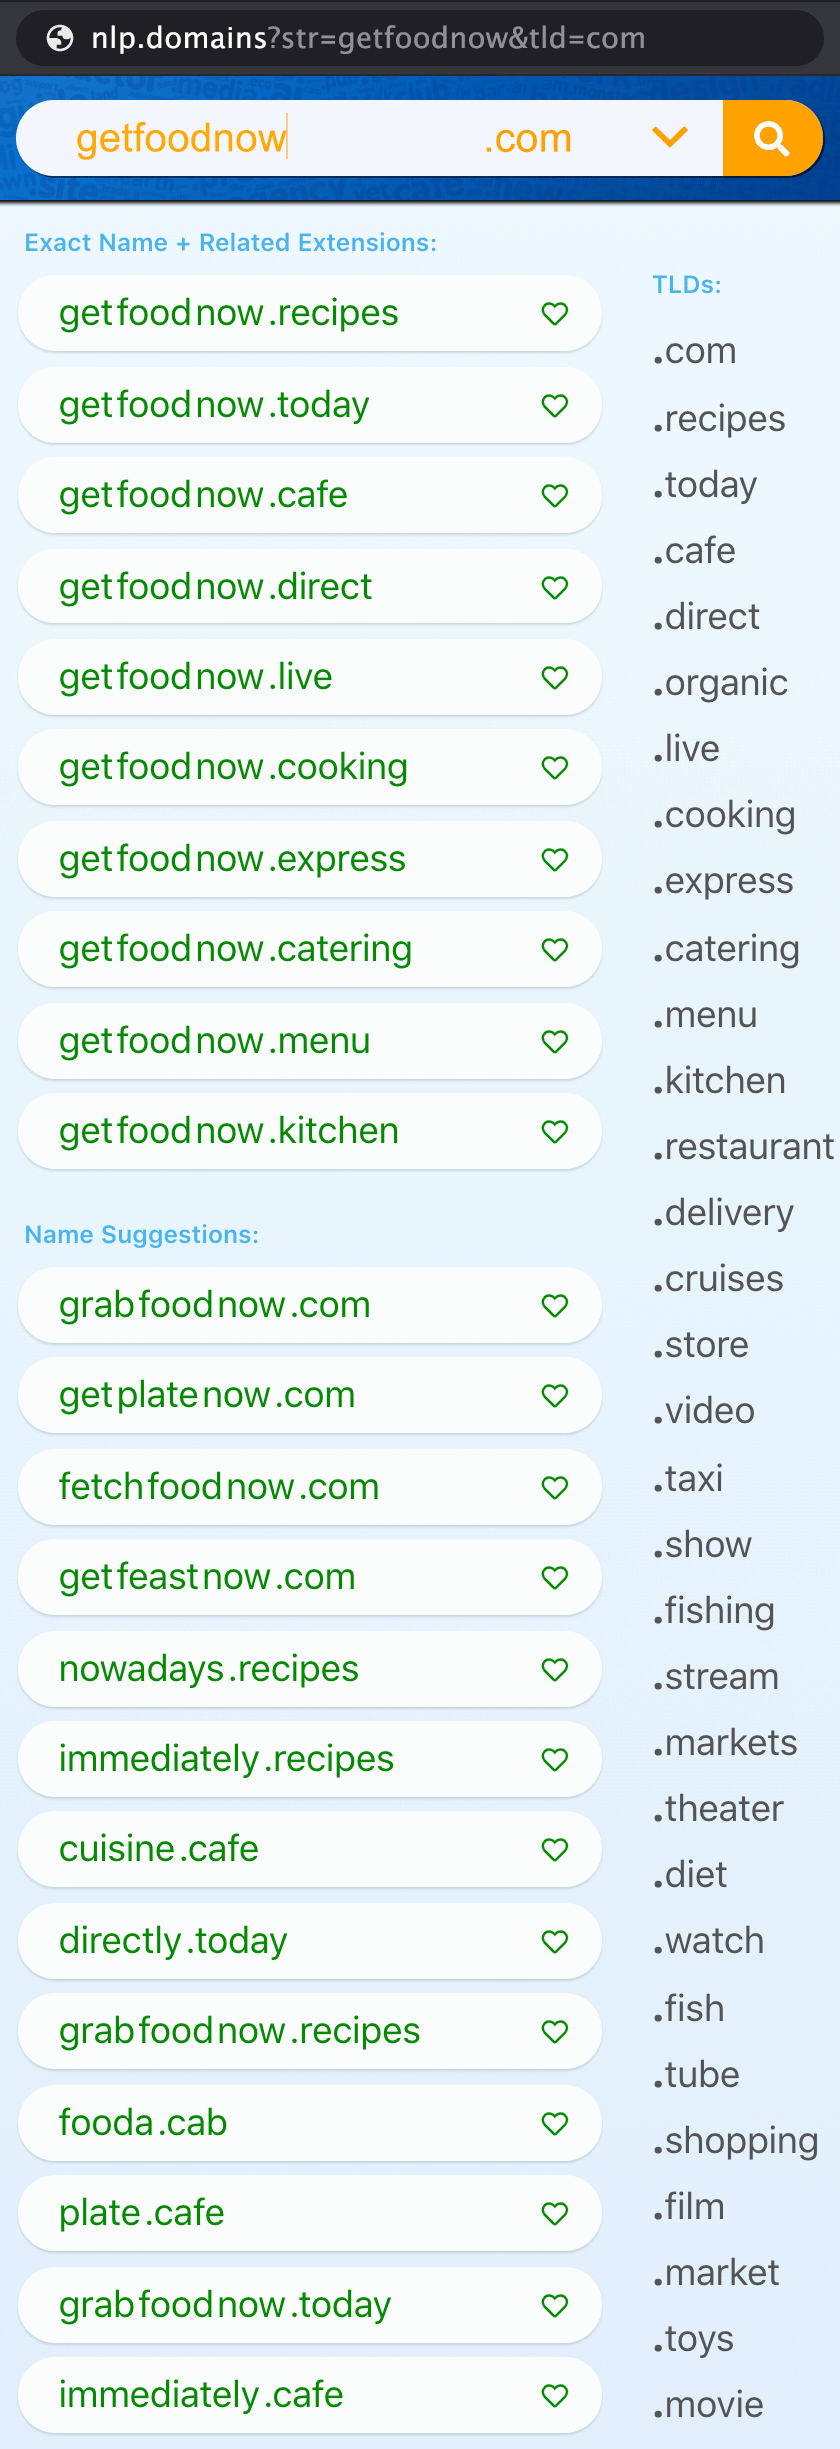 nlp.domains?str=getfoodnow&tld=com
getfoodnow .com
Exact Name + Related Extensions:
getfoodnow.recipes
getfoodnow.today
getfoodnow.cafe
getfoodnow.direct
getfoodnow.live
getfoodnow.cooking
getfoodnow.express
getfoodnow.catering
getfoodnow.menu
getfoodnow.kitchen
Name Suggestions:
grabfoodnow.com
getplatenow.com
fetchfoodnow.com
getfeastnow.com
nowadays.recipes
immediately.recipes
cuisine.cafe
directly.today
grabfoodnow.recipes
fooda.cab
plate.cafe
grabfoodnow.today
immediately.cafe
TLDs:
.com
.recipes
.today
.cafe
.direct
.organic
.live
.cooking
.express
.catering
.menu
.kitchen
.restaurant
.delivery
.cruises
.store
.video
.taxi
.show
.fishing
.stream
.markets
.theater
.diet
.watch
.fish
.tube
.shopping
.film
.market
.toys
.movie